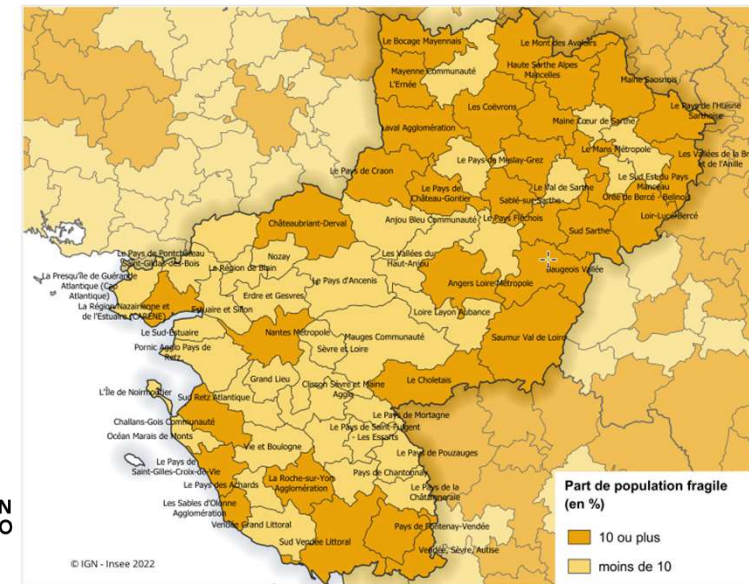 Le Bocage Mayennais
Le Mont des Avaloirs
Mayenne Communauté
Haute Sarthe Alpes
Mancelles
L'Ernée
Maine Saosnois
Les Coëvrons
Le Pays de l'Huisne
Sarthoise
Maine Cœur de Sarthe
Laval Agglomération
Le Mans Métropole
Les Vallées de la Br
et de l'Anille
Le Pays de Meslay-Grez
Le Pays de Craon
Le Sud Est du Pays
Manceau
Le Pays de
Château-Gontier
Le Val de Sarthe
Sablé-sur-Sarthe
Orée de Bercé - Belinois
Loir-Lucé-Bercé
Châteaubriant-Derval
Anjou Bleu Communauté
Le Pays Fléchois
Sud Sarthe
Le Pays de Pontchâteau
Saint-Gildas-des-Bois
Nozay
Les Vallées du
Haut-Anjou
La Région de Blain
Baugeois Vallée
La Presqu'île de Guérande
Atlantique (Cap
Atlantique)
Le Pays d'Ancenis
Angers Loire Métropole
Erdre et Gesvres
La Région Nazairienne et
de l'Estuaire (CARENE)
Estuaire et Sillon
Loire Layon Aubance
Le Sud-Estuaire
Nantes Métropole
Mauges Communauté
Saumur Val de Loire
Pornic Agglo Pays de
Retz
Sèvre et Loire
Grand Lieu
Clisson Sèvre et Maine
Agglo
Le Choletais
L'Île de Noirmoutier
Sud Retz Atlantique
Le Pays de Mortagne
Challans-Gois Communauté
Le Pays de Saint-Fulgent
- Les Essarts
Océan Marais de Monts
Vie et Boulogne
Le Pays de Pouzauges
Le Pays de
Saint-Gilles-Croix-de-Vie
Pays de Chantonnay
La Roche-sur-Yon
Agglomération
Le Pays des Achards
Le Pays de la
Châtaigneraie
Les Sables d'Olonne
Agglomération
Vendée Grand Littoral
Pays de Fontenay-Vendée
Sud Vendée Littoral
Vendée, Sèvre, Autise
N
O
Part de population fragile
(en %)
10 ou plus
moins de 10
© IGN - Insee 2022